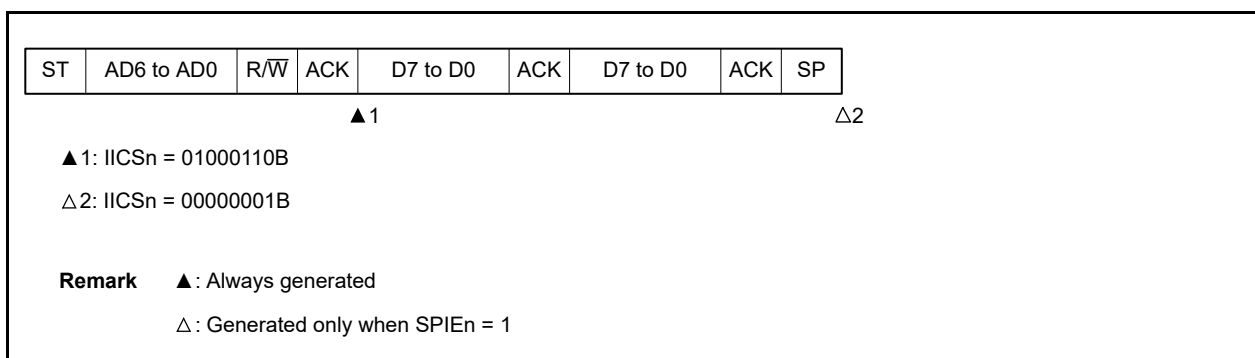 ST AD6 to AD0 R/W̅ ACK D7 to D0 ACK D7 to D0 ACK SP
▲1 △2
▲1: IICSn = 01000110B
△2: IICSn = 00000001B
Remark ▲: Always generated
△: Generated only when SPIEn = 1